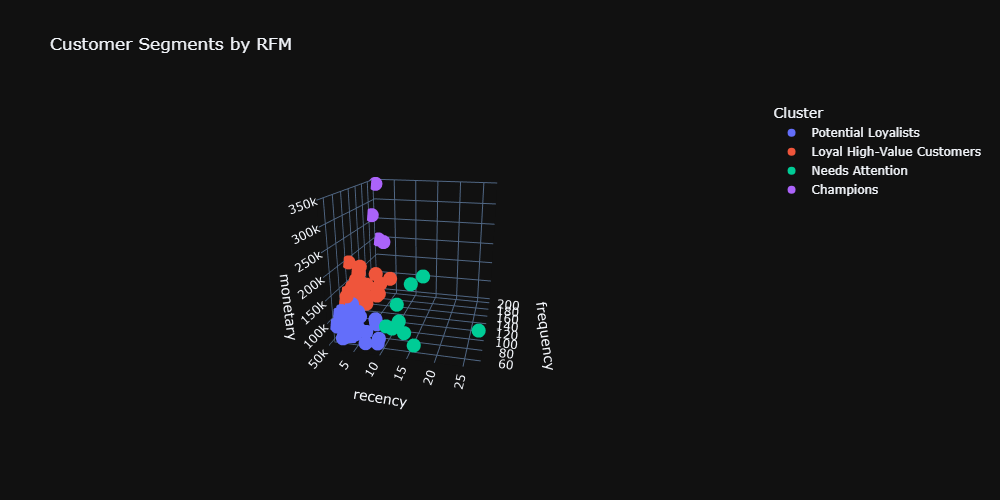 Customer Segments by RFM
Cluster
Potential Loyalists
Loyal High-Value Customers
Needs Attention
Champions
350k
300k
250k
200k
150k
100k
50k
monetary
5
10
15
20
25
recency
200
180
160
140
120
100
80
60
frequency